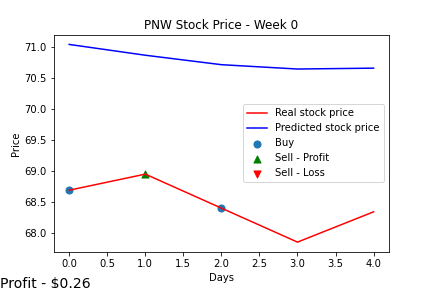 PNW Stock Price - Week 0
71.0
70.5
70.0
69.5
69.0
68.5
68.0
Price
Real stock price
Predicted stock price
Buy
Sell - Profit
Sell - Loss
0.0 0.5 1.0 1.5 2.0 2.5 3.0 3.5 4.0
Days
Profit - $0.26